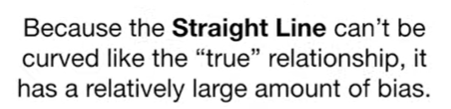 Because the Straight Line can't be
curved like the “true” relationship, it
has a relatively large amount of bias.